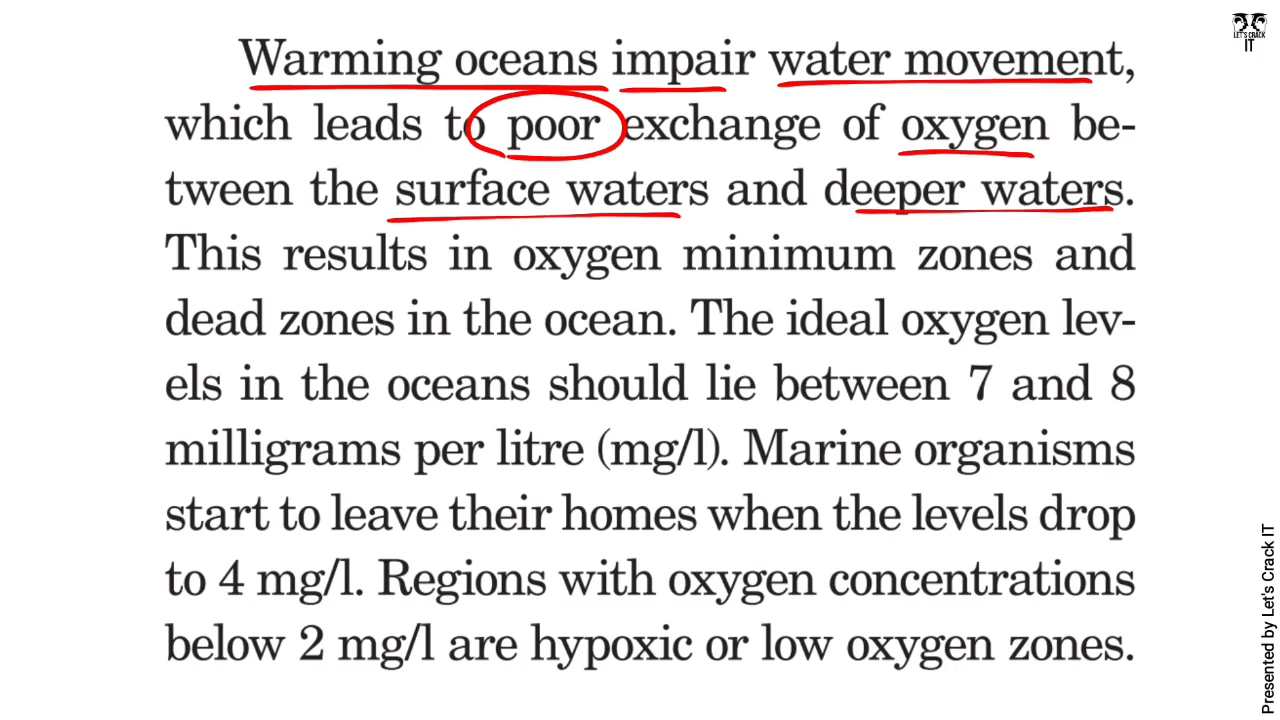 LET'S CRACK
IT
Warming oceans impair water movement,
which leads to poor exchange of oxygen be-
tween the surface waters and deeper waters.
This results in oxygen minimum zones and
dead zones in the ocean. The ideal oxygen lev-
els in the oceans should lie between 7 and 8
milligrams per litre (mg/l). Marine organisms
start to leave their homes when the levels drop
to 4 mg/l. Regions with oxygen concentrations
below 2 mg/l are hypoxic or low oxygen zones.
Presented by Let's Crack IT